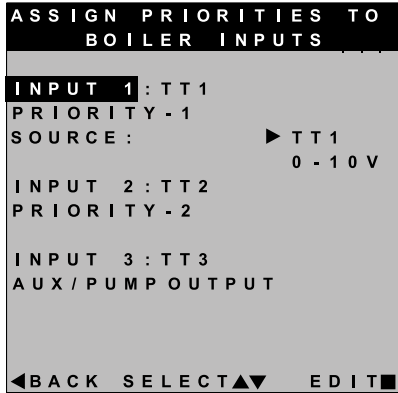 ASSIGN PRIORITIES TO
BOILER INPUTS
INPUT 1:TT1
PRIORITY-1
SOURCE: ▶TT1
0-10V
INPUT 2:TT2
PRIORITY-2
INPUT 3:TT3
AUX/PUMP OUTPUT
◀BACK SELECT▲▼ EDIT■